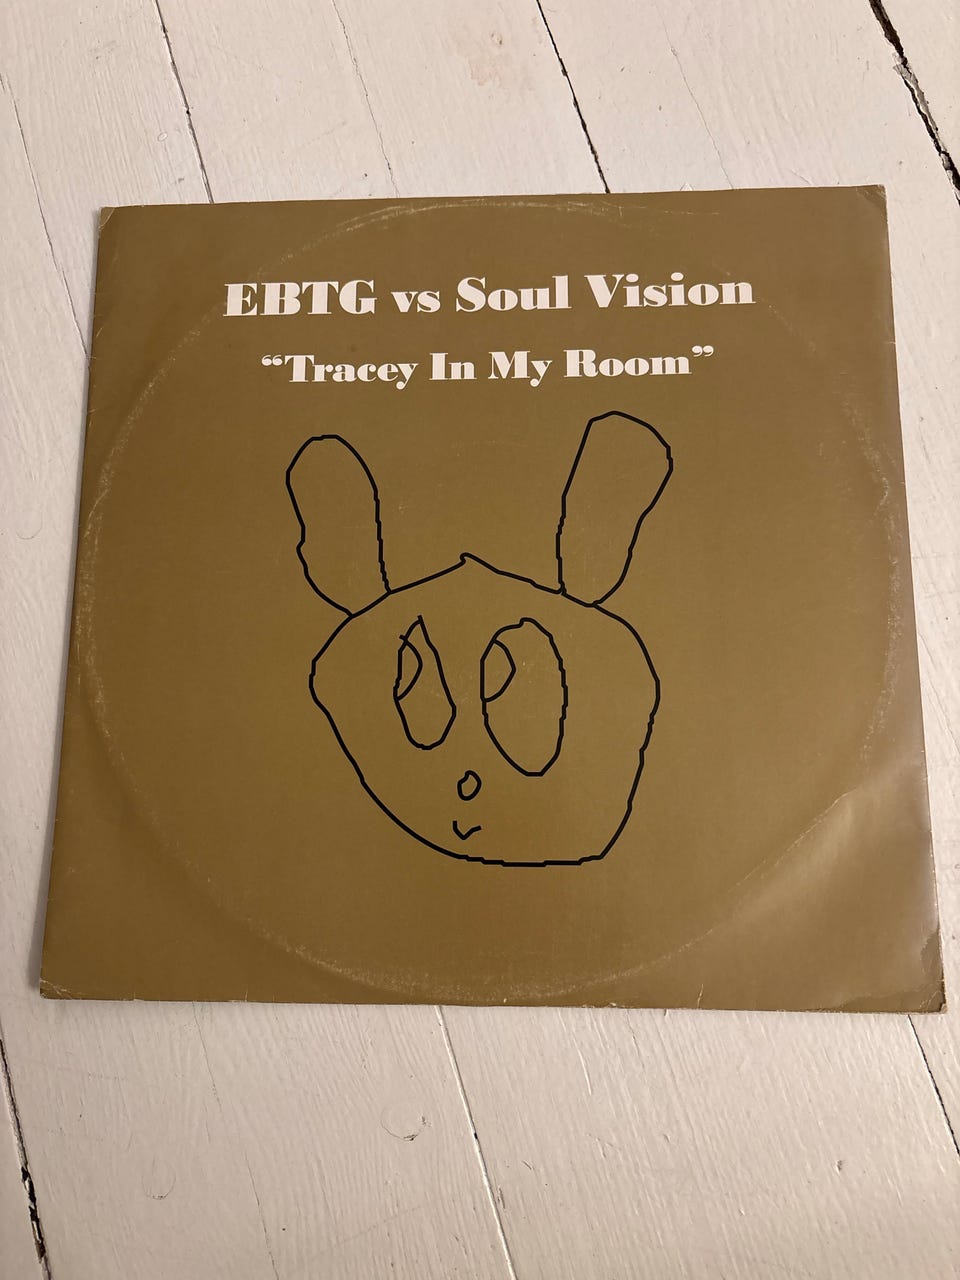 EBTG vs Soul Vision
“Tracey In My Room”